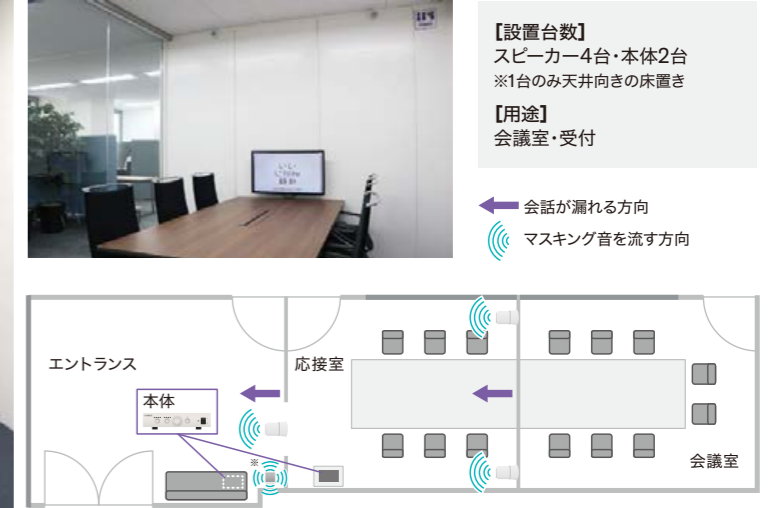 【設置台数】
スピーカー4台・本体2台
※1台のみ天井向きの床置き
【用途】
会議室・受付
会話が漏れる方向
マスキング音を流す方向
エントランス
応接室
本体
※
会議室